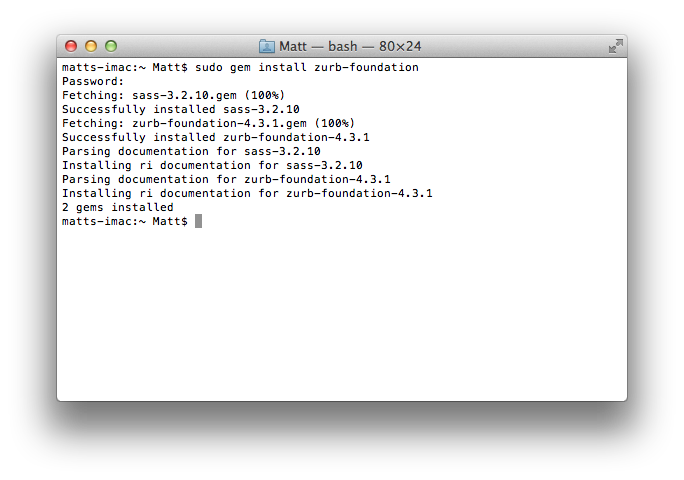 Matt — bash — 80×24
matts-imac:~ Matt$ sudo gem install zurb-foundation
Password:
Fetching: sass-3.2.10.gem (100%)
Successfully installed sass-3.2.10
Fetching: zurb-foundation-4.3.1.gem (100%)
Successfully installed zurb-foundation-4.3.1
Parsing documentation for sass-3.2.10
Installing ri documentation for sass-3.2.10
Parsing documentation for zurb-foundation-4.3.1
Installing ri documentation for zurb-foundation-4.3.1
2 gems installed
matts-imac:~ Matt$